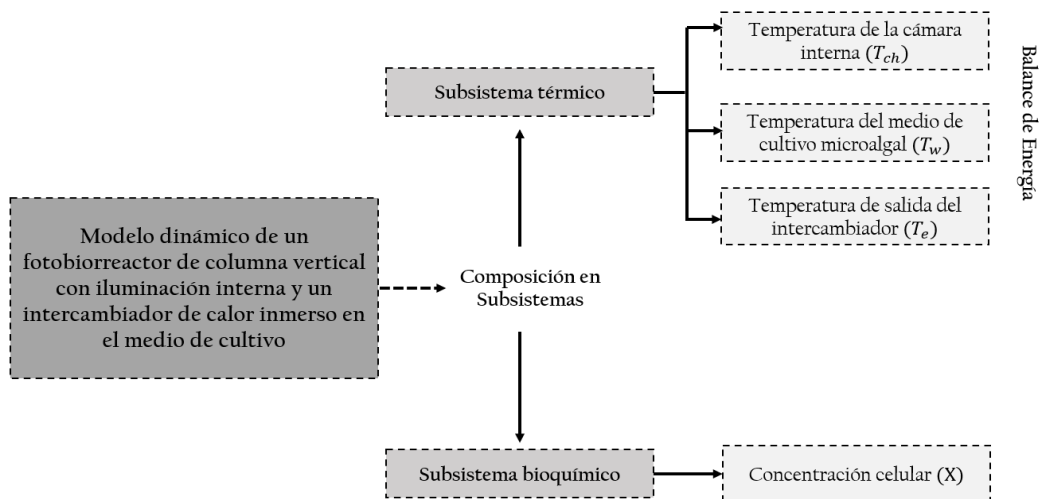 Modelo dinámico de un
fotobiorreactor de columna vertical
con iluminación interna y un
intercambiador de calor inmerso en
el medio de cultivo
Composición en
Subsistemas
Subsistema térmico
Temperatura de la cámara
interna (T_ch)
Temperatura del medio de
cultivo microalgal (T_w)
Temperatura de salida del
intercambiador (T_e)
Balance de Energía
Subsistema bioquímico
Concentración celular (X)